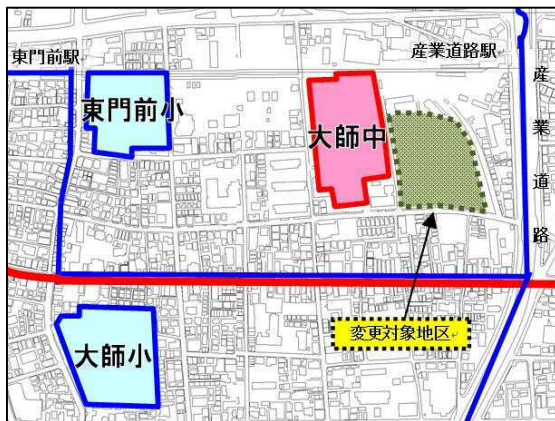 東門前駅
産業道路駅
東門前小
大師中
産業道路
変更対象地区
大師小